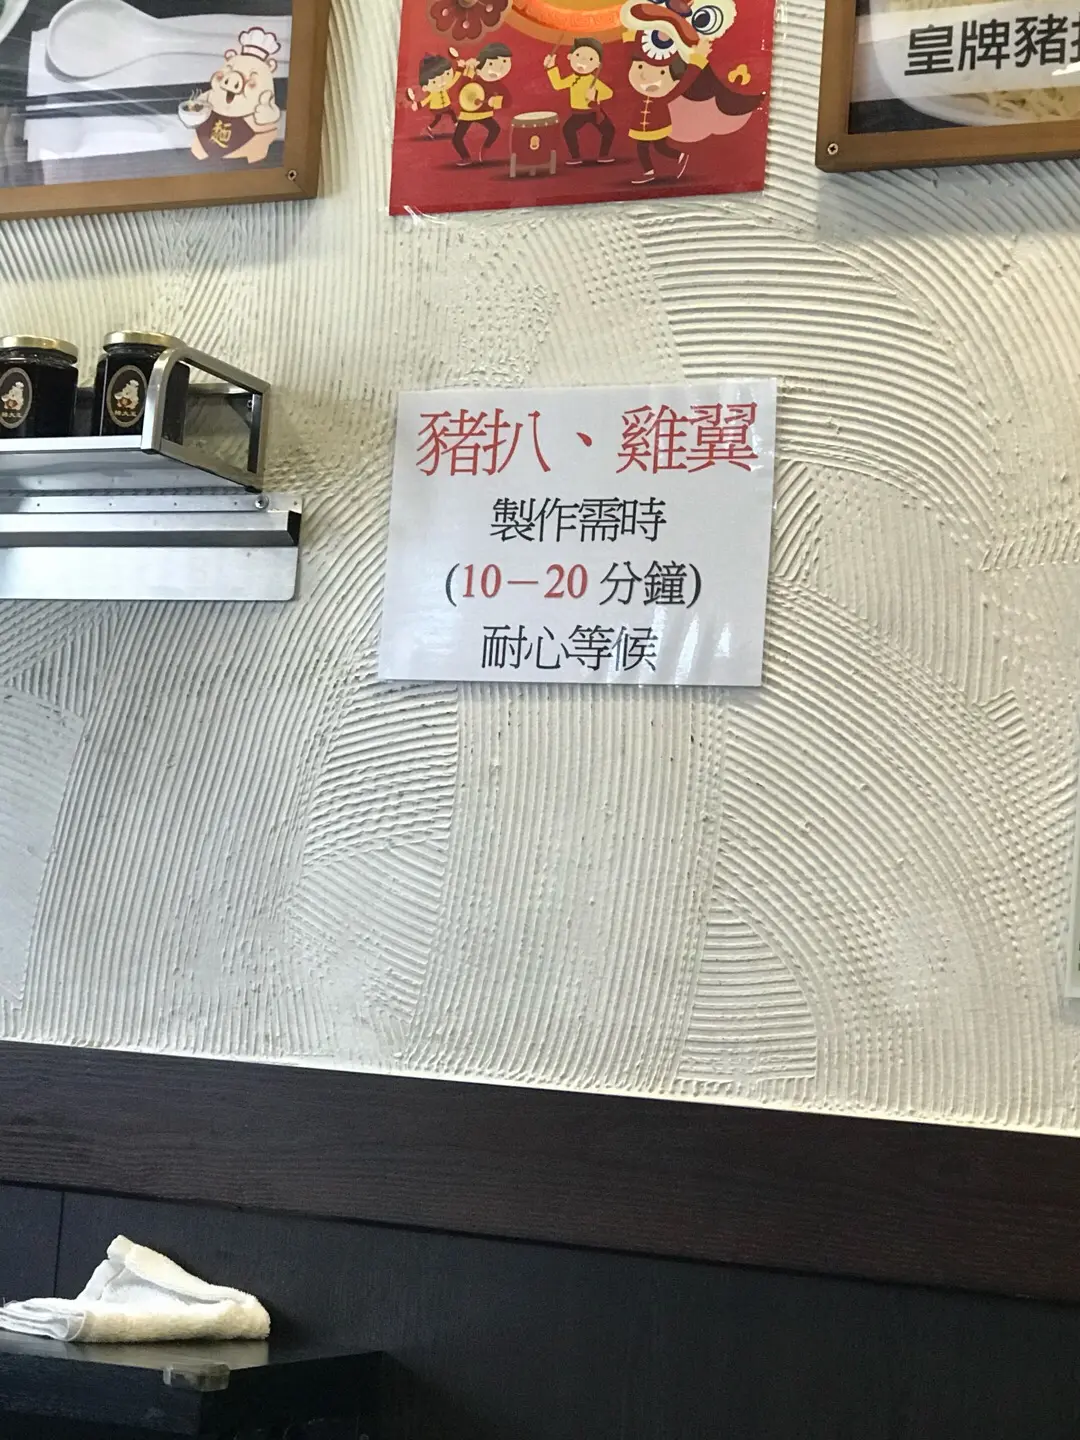 麵
皇牌豬
豬扒、雞翼
製作需時
(10－20 分鐘)
耐心等候